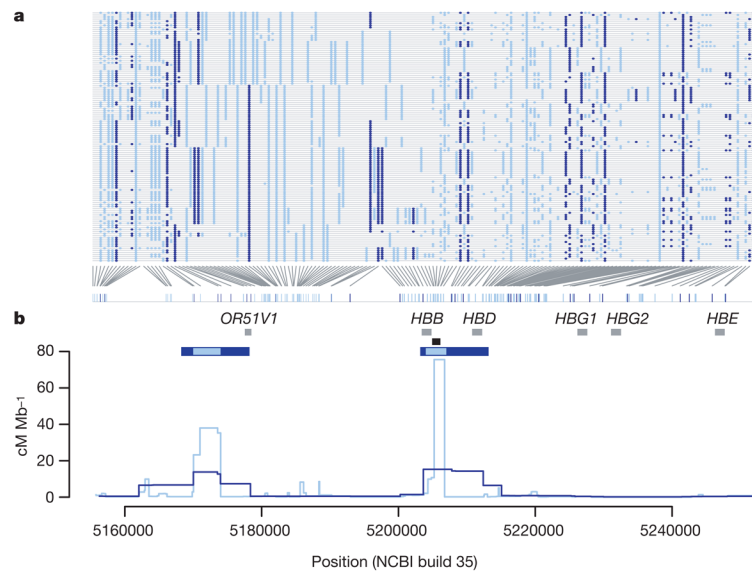 a
b
OR51V1 HBB HBD HBG1 HBG2 HBE
80
60
40
20
0
cM Mb–1
5160000 5180000 5200000 5220000 5240000
Position (NCBI build 35)